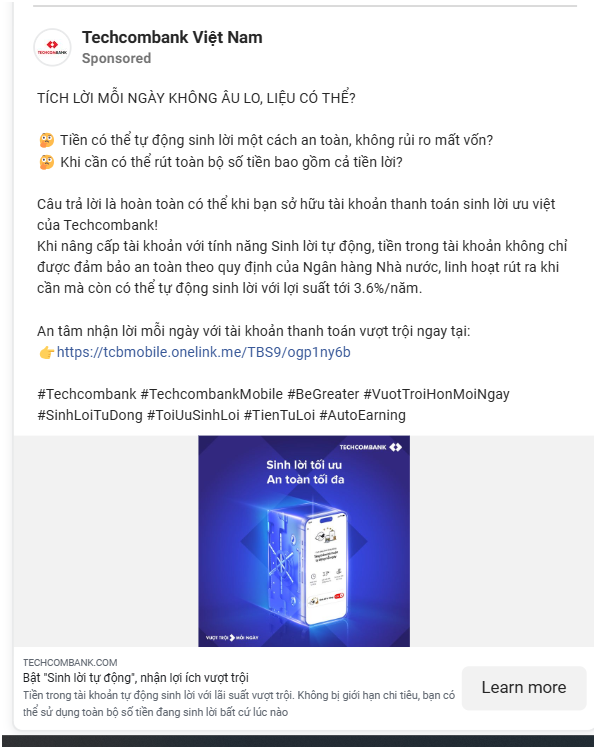 Techcombank Việt Nam
Sponsored
TECHCOMBANK
TÍCH LỜI MỖI NGÀY KHÔNG ÂU LO, LIỆU CÓ THỂ?
🤔 Tiền có thể tự động sinh lời một cách an toàn, không rủi ro mất vốn?
🤔 Khi cần có thể rút toàn bộ số tiền bao gồm cả tiền lời?
Câu trả lời là hoàn toàn có thể khi bạn sở hữu tài khoản thanh toán sinh lời ưu việt
của Techcombank!
Khi nâng cấp tài khoản với tính năng Sinh lời tự động, tiền trong tài khoản không chỉ
được đảm bảo an toàn theo quy định của Ngân hàng Nhà nước, linh hoạt rút ra khi
cần mà còn có thể tự động sinh lời với lợi suất tới 3.6%/năm.
An tâm nhận lời mỗi ngày với tài khoản thanh toán vượt trội ngay tại:
👉https://tcbmobile.onelink.me/TBS9/ogp1ny6b
#Techcombank #TechcombankMobile #BeGreater #VuotTroiHonMoiNgay
#SinhLoiTuDong #ToiUuSinhLoi #TienTuLoi #AutoEarning
TECHCOMBANK
Sinh lời tối ưu
An toàn tối đa
VƯỢT TRỘI MỖI NGÀY
TECHCOMBANK.COM
Bật "Sinh lời tự động", nhận lợi ích vượt trội
Tiền trong tài khoản tự động sinh lời với lãi suất vượt trội. Không bị giới hạn chi tiêu, bạn có
thể sử dụng toàn bộ số tiền đang sinh lời bất cứ lúc nào
Learn more